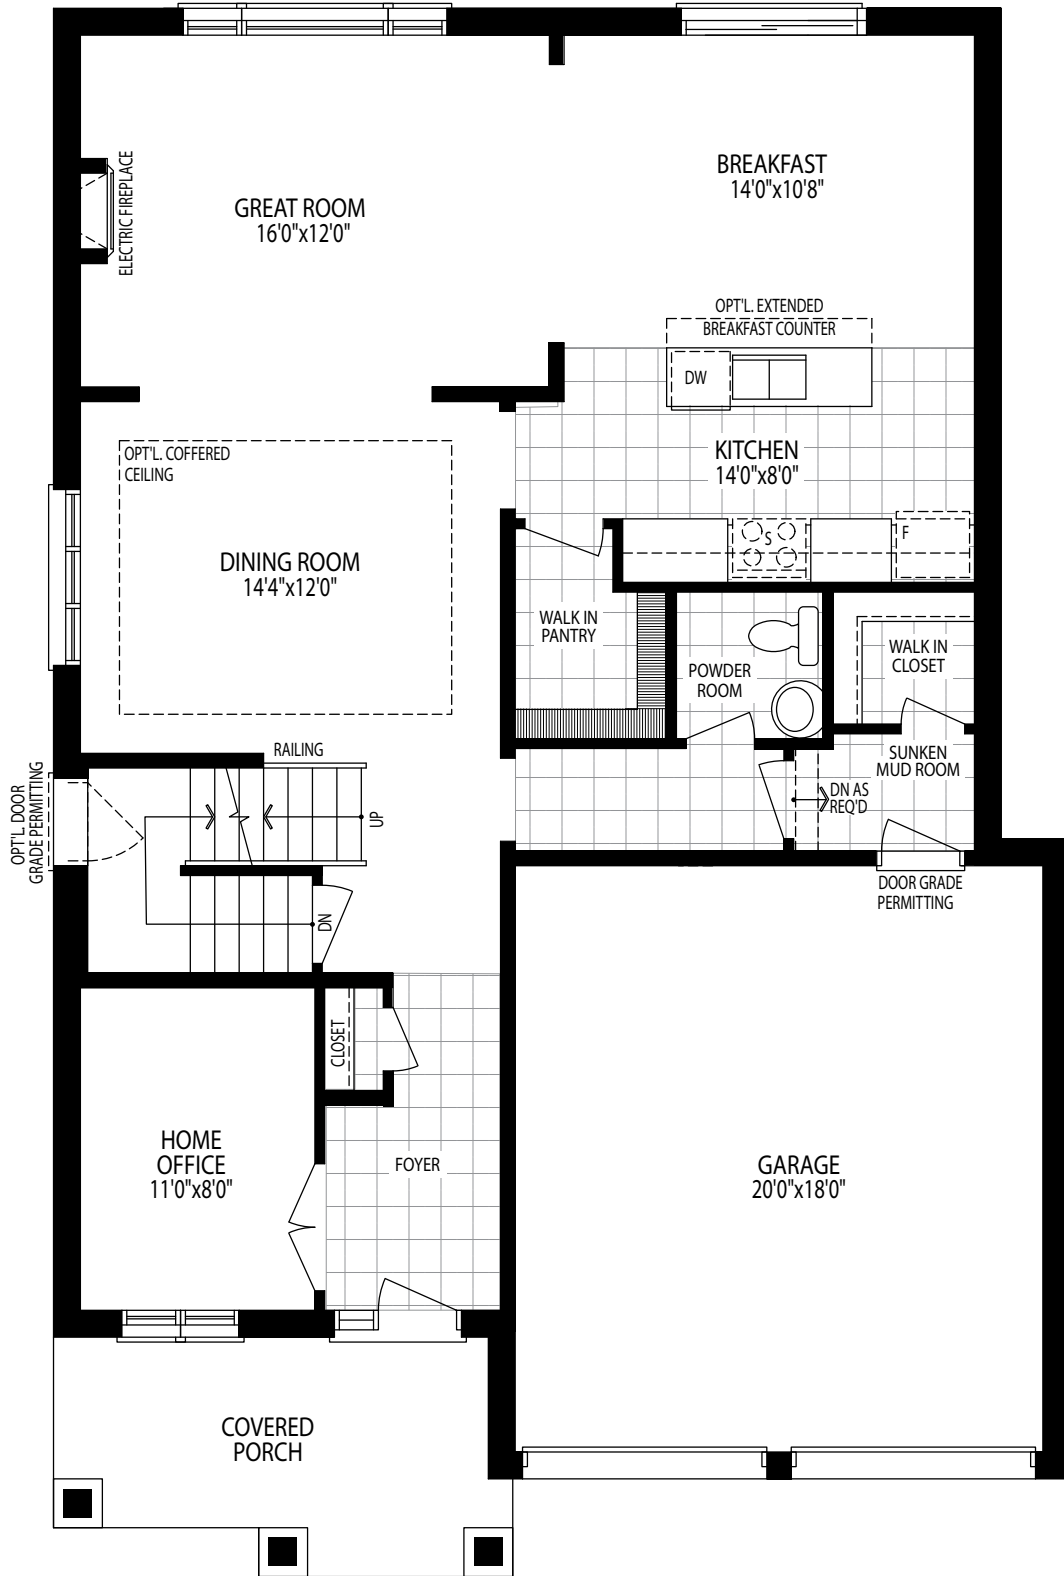 BREAKFAST
14'0"x10'8"
GREAT ROOM
16'0"x12'0"
ELECTRIC FIREPLACE
OPT'L. EXTENDED
BREAKFAST COUNTER
DW
KITCHEN
14'0"x8'0"
OPT'L. COFFERED
CEILING
S
F
DINING ROOM
14'4"x12'0"
WALK IN
PANTRY
POWDER
ROOM
WALK IN
CLOSET
RAILING
SUNKEN
MUD ROOM
DN AS
REQ'D
OPT'L. DOOR
GRADE PERMITTING
UP
DN
DOOR GRADE
PERMITTING
CLOSET
HOME
OFFICE
11'0"x8'0"
FOYER
GARAGE
20'0"x18'0"
COVERED
PORCH